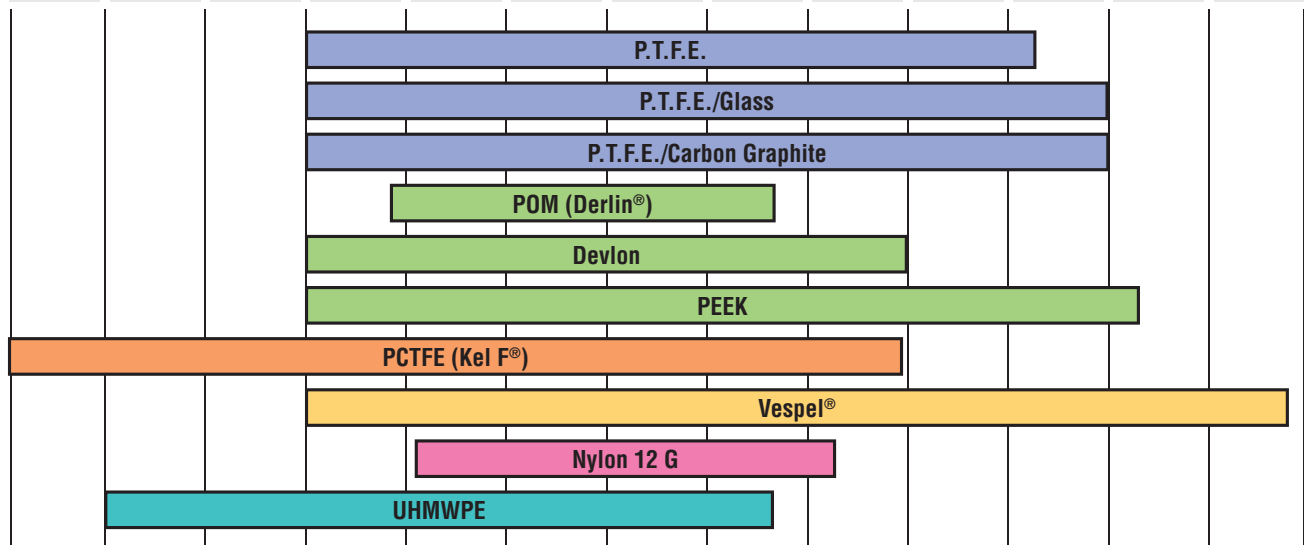 P.T.F.E.
P.T.F.E./Glass
P.T.F.E./Carbon Graphite
POM (Derlin®)
Devlon
PEEK
PCTFE (Kel F®)
Vespel®
Nylon 12 G
UHMWPE